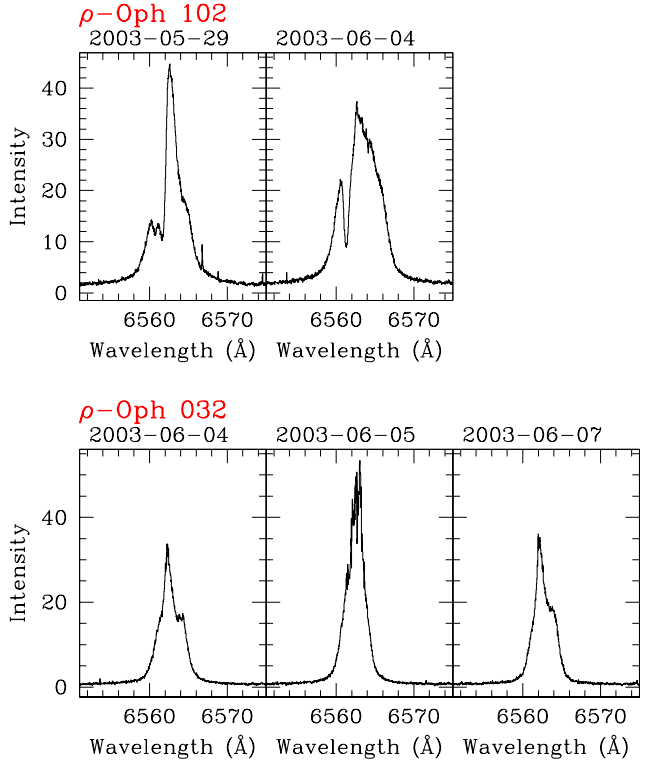 ρ−Oph 102
2003−05−29 2003−06−04
40
30
20
10
0
Intensity
6560 6570 6560 6570
Wavelength (Å) Wavelength (Å)
ρ−Oph 032
2003−06−04 2003−06−05 2003−06−07
40
20
0
Intensity
6560 6570 6560 6570 6560 6570
Wavelength (Å) Wavelength (Å) Wavelength (Å)